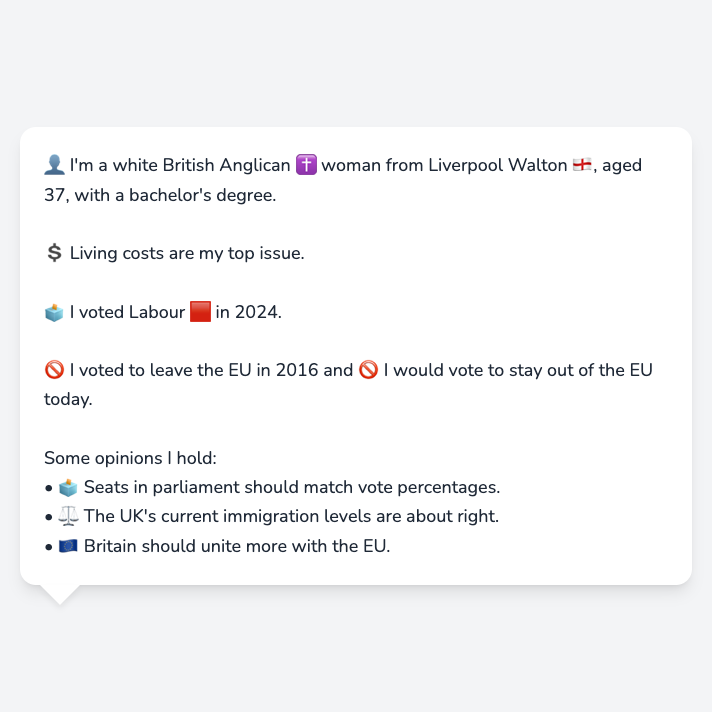 👤 I'm a white British Anglican ✝️ woman from Liverpool Walton 🏴󠁧󠁢󠁥󠁮󠁧󠁿, aged
37, with a bachelor's degree.
💲 Living costs are my top issue.
🗳️ I voted Labour 🟥 in 2024.
🚫 I voted to leave the EU in 2016 and 🚫 I would vote to stay out of the EU
today.
Some opinions I hold:
• 🗳️ Seats in parliament should match vote percentages.
• ⚖️ The UK's current immigration levels are about right.
• 🇪🇺 Britain should unite more with the EU.